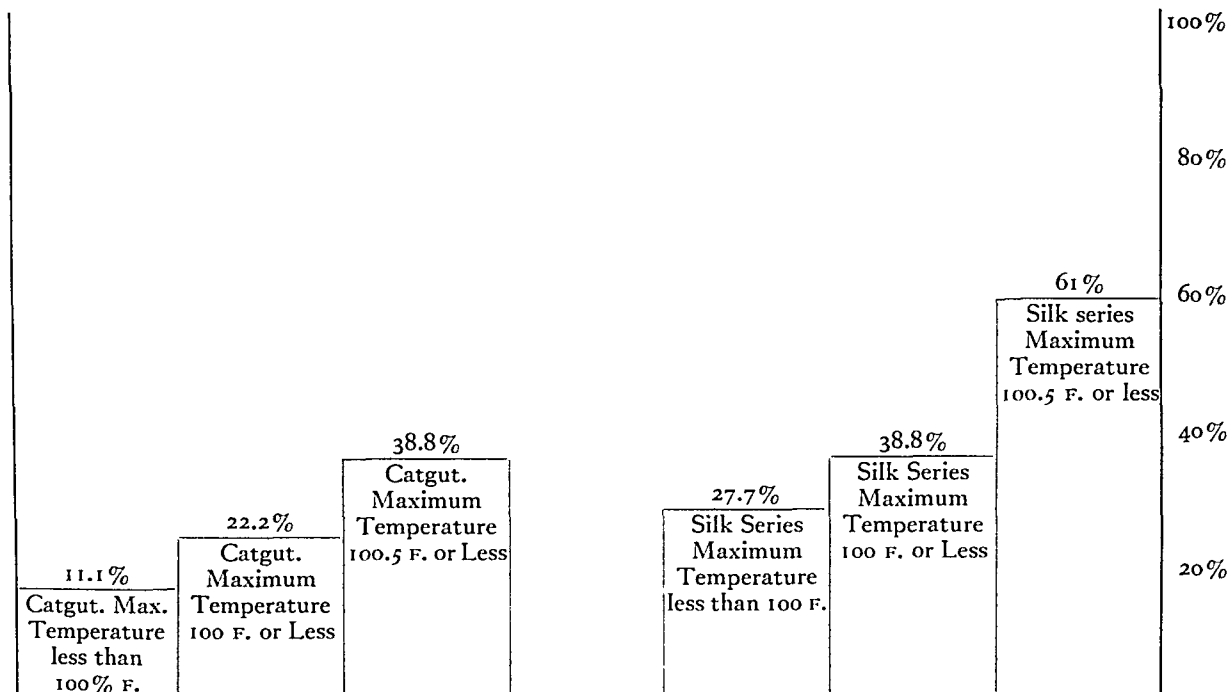 11.1%
Catgut. Max.
Temperature
less than
100% F.
22.2%
Catgut.
Maximum
Temperature
100 F. or Less
38.8%
Catgut.
Maximum
Temperature
100.5 F. or Less
27.7%
Silk Series
Maximum
Temperature
less than 100 F.
38.8%
Silk Series
Maximum
Temperature
100 F. or Less
61%
Silk series
Maximum
Temperature
100.5 F. or less
100%
80%
60%
40%
20%